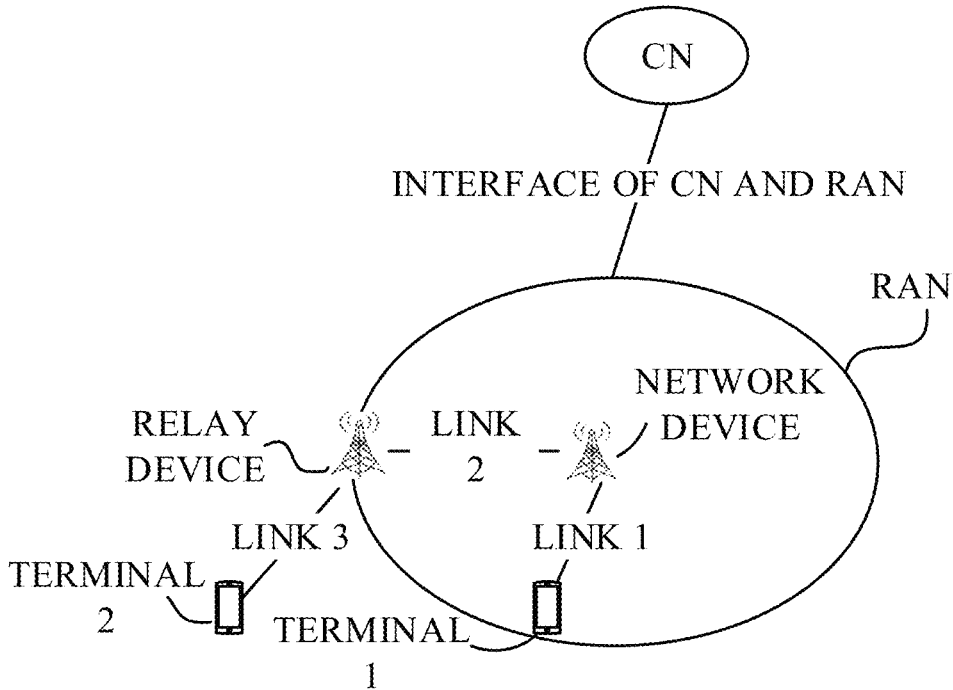 CN
INTERFACE OF CN AND RAN
RAN
NETWORK
DEVICE
RELAY
DEVICE
LINK
2
LINK 3
LINK 1
TERMINAL
2
TERMINAL
1